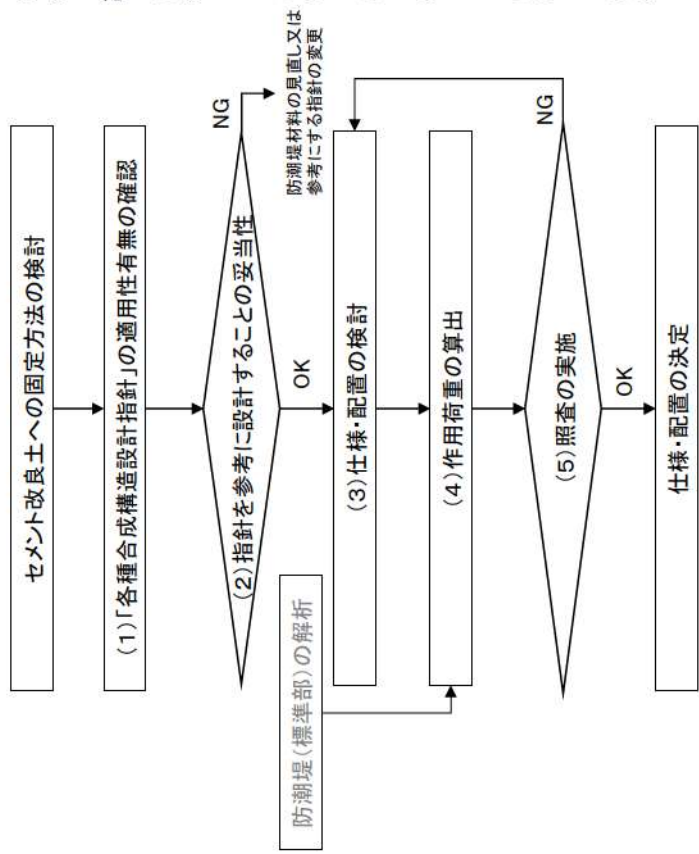 セメント改良土への固定方法の検討
(1)「各種合成構造設計指針」の適用性有無の確認
(2)指針を参考に設計することの妥当性
NG
防潮堤材料の見直し又は
参考にする指針の変更
OK
防潮堤(標準部)の解析
(3)仕様・配置の検討
(4)作用荷重の算出
(5)照査の実施
NG
OK
仕様・配置の決定